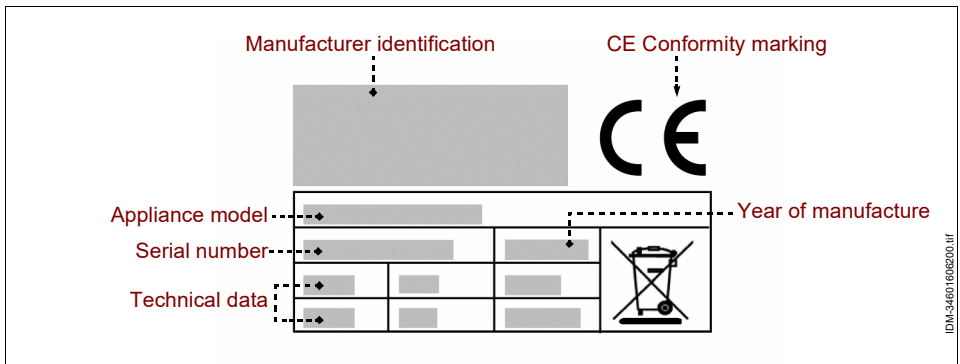 Manufacturer identification
CE Conformity marking
CE
Appliance model
Year of manufacture
Serial number
Technical data
IDM-34601606200.tif